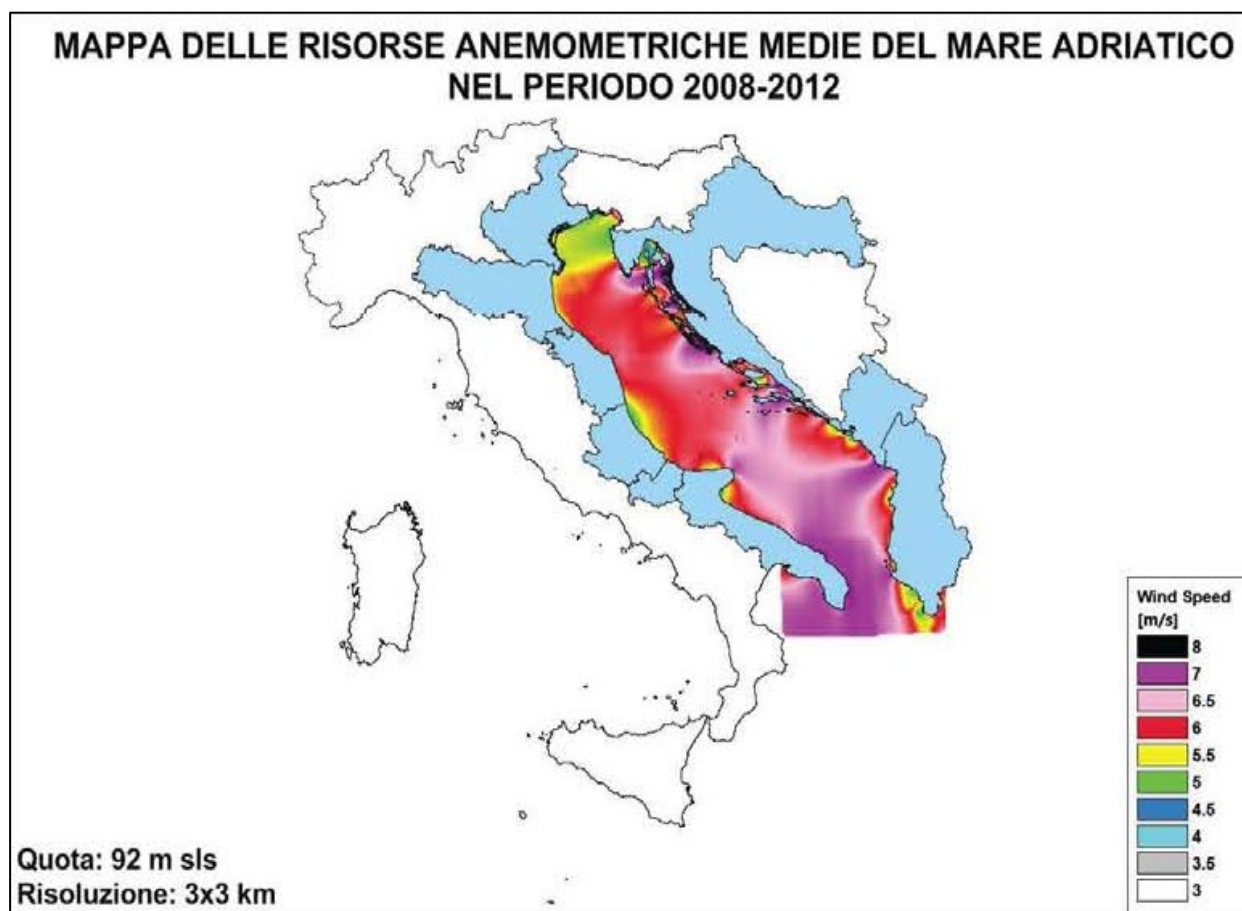 MAPPA DELLE RISORSE ANEMOMETRICHE MEDIE DEL MARE ADRIATICO
NEL PERIODO 2008-2012
Wind Speed
[m/s]
8
7
6.5
6
5.5
5
4.5
4
3.5
3
Quota: 92 m sls
Risoluzione: 3x3 km